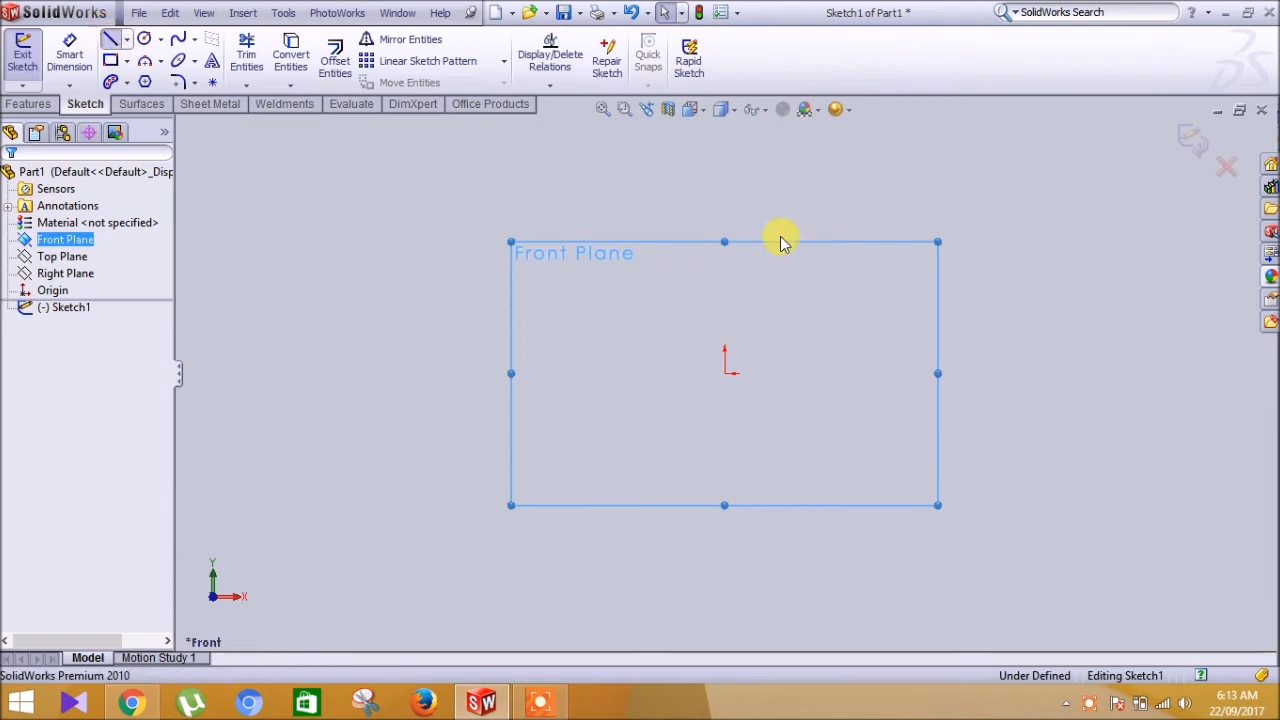 SolidWorks File Edit View Insert Tools PhotoWorks Window Help Sketch1 of Part1 * SolidWorks Search
Exit Sketch
Smart Dimension
Trim Entities
Convert Entities
Offset Entities
Mirror Entities
Linear Sketch Pattern
Move Entities
Display/Delete Relations
Repair Sketch
Quick Snaps
Rapid Sketch
Features Sketch Surfaces Sheet Metal Weldments Evaluate DimXpert Office Products
Part1 (Default<<Default>_Disp
Sensors
Annotations
Material <not specified>
Front Plane
Top Plane
Right Plane
Origin
(-) Sketch1
Front Plane
Y
X
*Front
Model Motion Study 1
SolidWorks Premium 2010 Under Defined Editing Sketch1
6:13 AM
22/09/2017